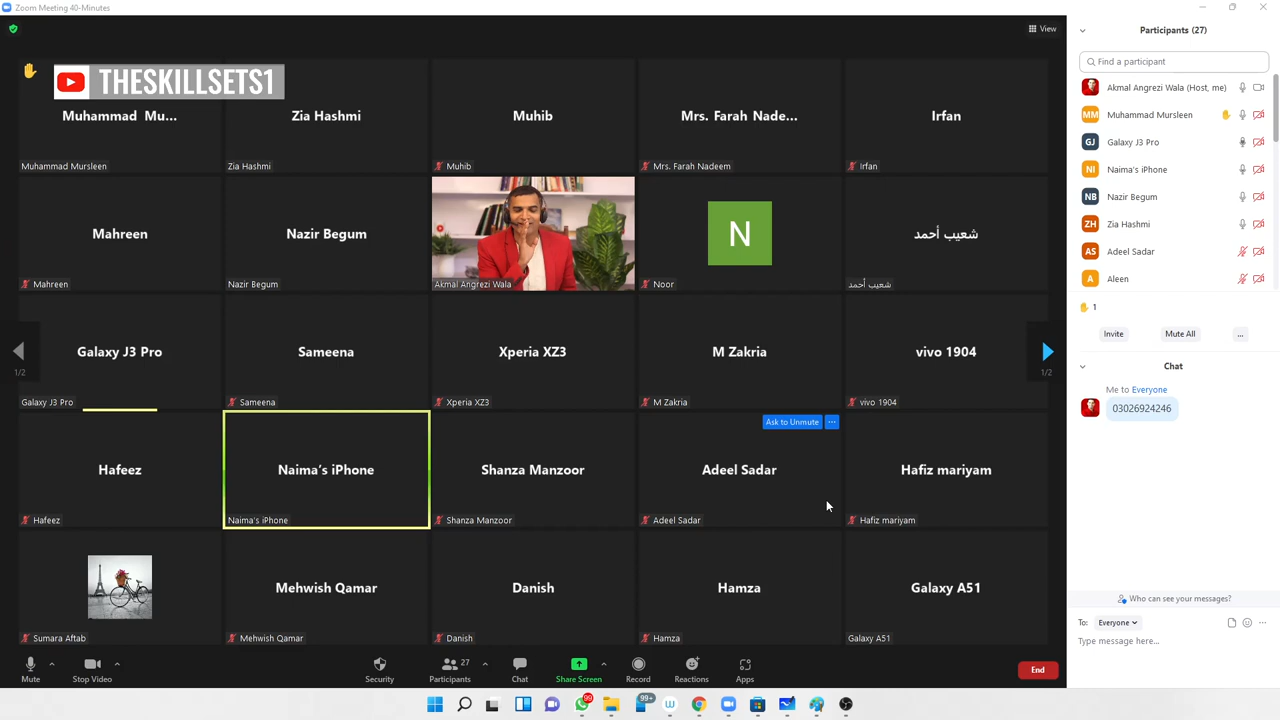 Zoom Meeting 40-Minutes
View
THESKILLSETS1
Muhammad Mu...
Muhammad Mursleen
Zia Hashmi
Zia Hashmi
Muhib
Muhib
Mrs. Farah Nade...
Mrs. Farah Nadeem
Irfan
Irfan
Mahreen
Mahreen
Nazir Begum
Nazir Begum
Akmal Angrezi Wala
N
Noor
شعيب أحمد
شعيب أحمد
1/2
Galaxy J3 Pro
Galaxy J3 Pro
Sameena
Sameena
Xperia XZ3
Xperia XZ3
M Zakria
M Zakria
vivo 1904
vivo 1904
1/2
Hafeez
Hafeez
Naima's iPhone
Naima's iPhone
Shanza Manzoor
Shanza Manzoor
Ask to Unmute
...
Adeel Sadar
Adeel Sadar
Hafiz mariyam
Hafiz mariyam
Sumara Aftab
Mehwish Qamar
Mehwish Qamar
Danish
Danish
Hamza
Hamza
Galaxy A51
Galaxy A51
Mute
Stop Video
Security
27
Participants
Chat
Share Screen
Record
Reactions
Apps
End
Participants (27)
Find a participant
Akmal Angrezi Wala (Host, me)
MM Muhammad Mursleen
GJ Galaxy J3 Pro
NI Naima's iPhone
NB Nazir Begum
ZH Zia Hashmi
AS Adeel Sadar
A Aleen
1
Invite Mute All ...
Chat
Me to Everyone
03026924246
Who can see your messages?
To: Everyone
Type message here...
99
99+